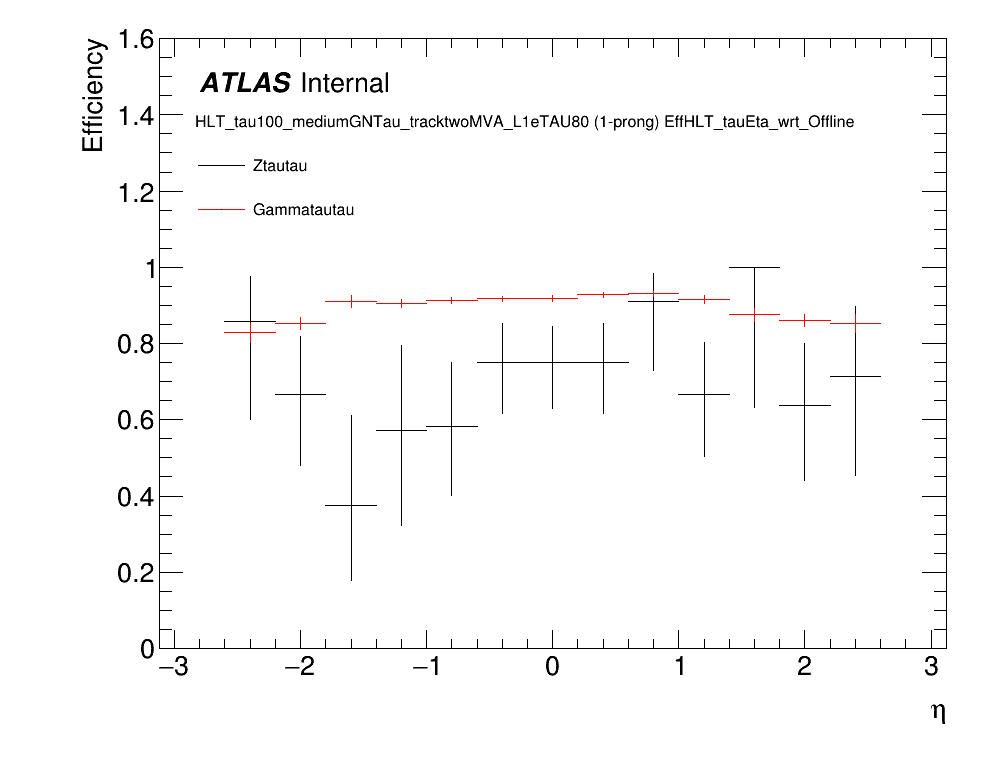 Efficiency
1.6
1.4
1.2
1
0.8
0.6
0.4
0.2
0
ATLAS Internal
HLT_tau100_mediumGNTau_tracktwoMVA_L1eTAU80 (1-prong) EffHLT_tauEta_wrt_Offline
Ztautau
Gammatautau
−3 −2 −1 0 1 2 3
η